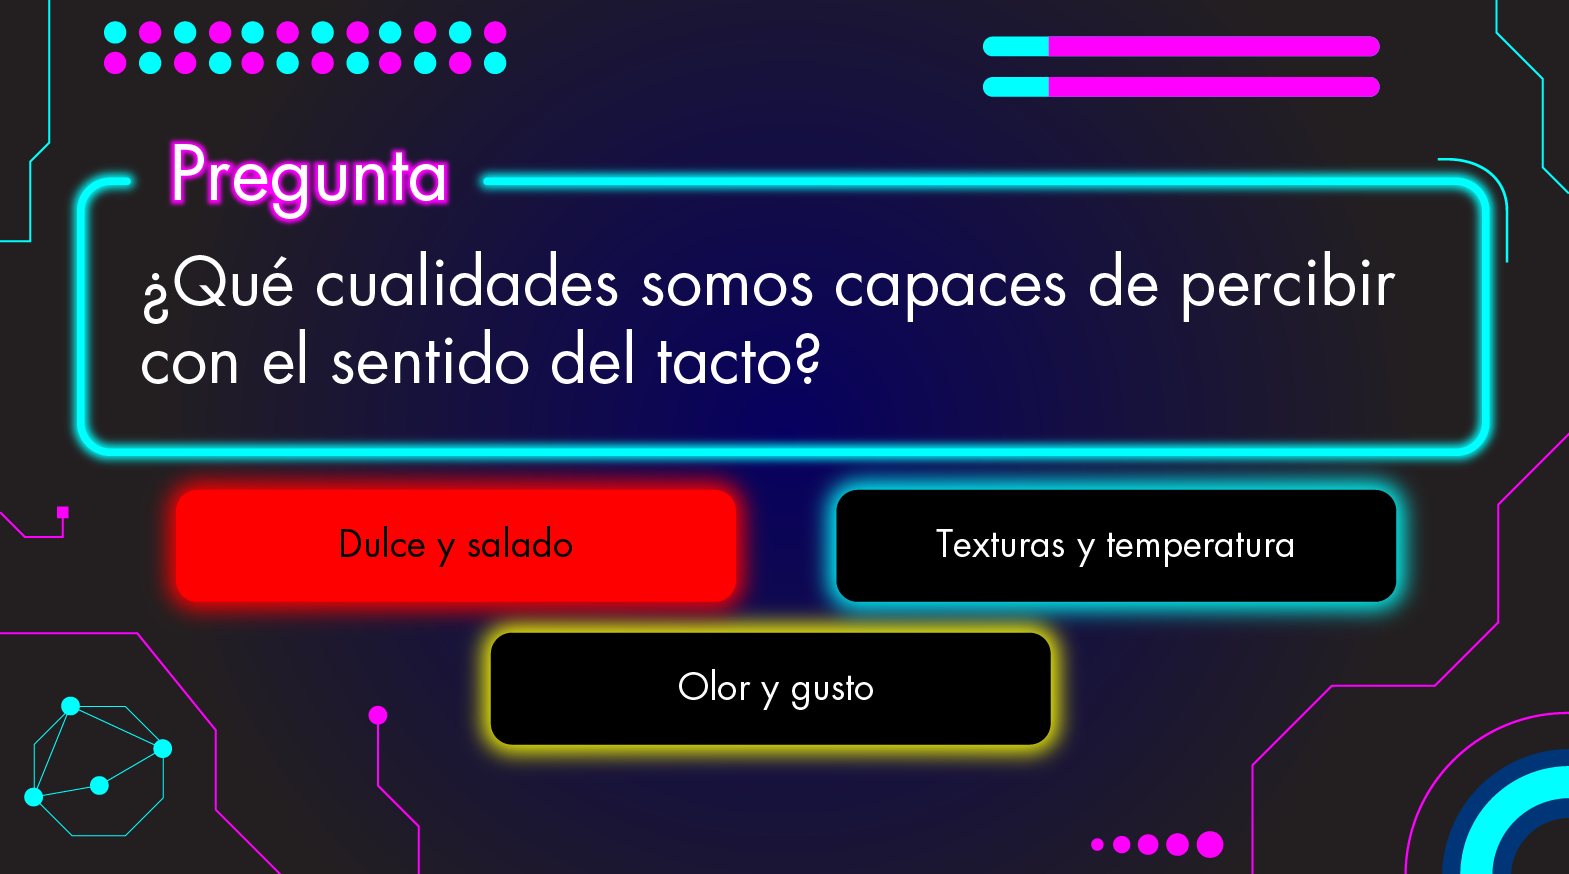 Pregunta
¿Qué cualidades somos capaces de percibir
con el sentido del tacto?
Dulce y salado
Texturas y temperatura
Olor y gusto